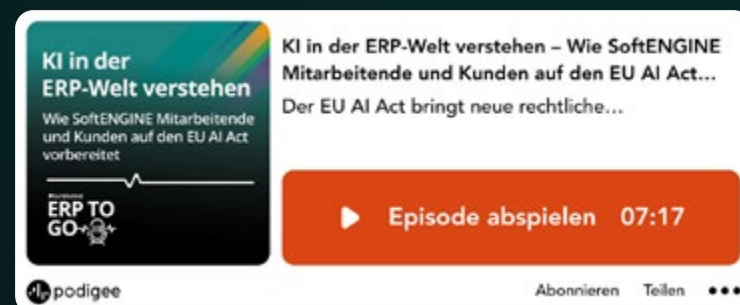 KI in der
ERP-Welt verstehen
Wie SoftENGINE Mitarbeitende
und Kunden auf den EU AI Act
vorbereitet
ERP TO
GO
KI in der ERP-Welt verstehen – Wie SoftENGINE
Mitarbeitende und Kunden auf den EU AI Act...
Der EU AI Act bringt neue rechtliche...
Episode abspielen 07:17
podigee
Abonnieren Teilen